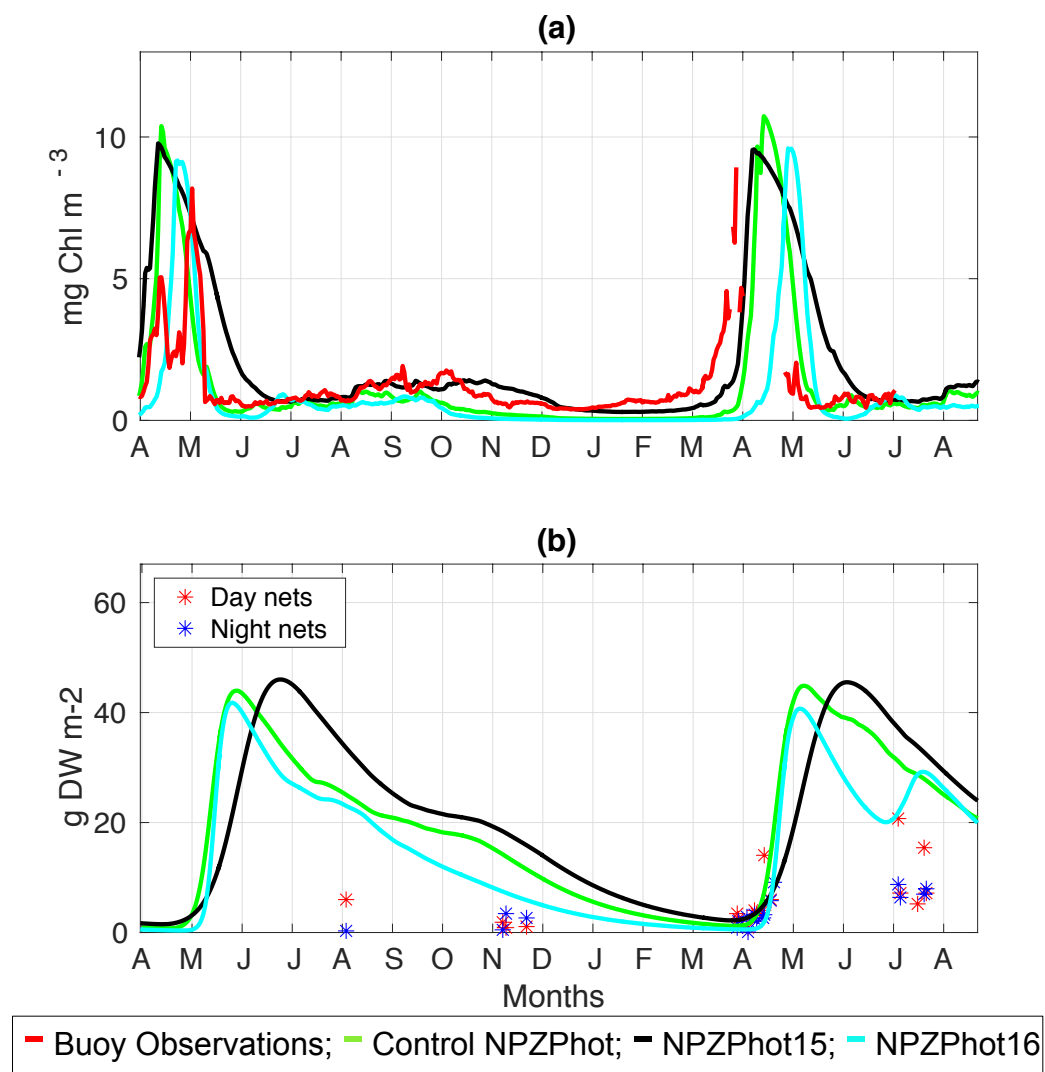 (a)
mg Chl m -3
10
5
0
A M J J A S O N D J F M A M J J A
(b)
g DW m-2
60
40
20
0
Day nets
Night nets
A M J J A S O N D J F M A M J J A
Months
Buoy Observations; Control NPZPhot; NPZPhot15; NPZPhot16